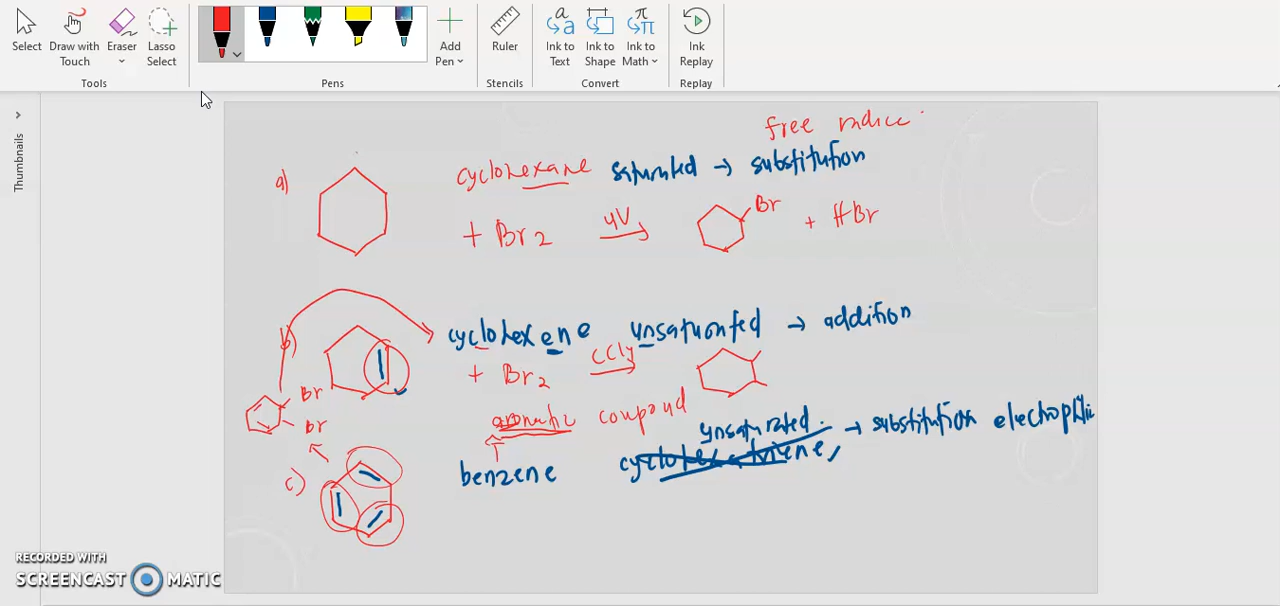 Select
Draw with Touch
Eraser
Lasso Select
Tools
Pens
Add Pen
Ruler
Stencils
Ink to Text
Ink to Shape
Ink to Math
Convert
Ink Replay
Replay
Thumbnails
free radice
a) cyclohexane saturated → substitution
+ Br2 UV → Br + HBr
b) cyclohexene unsaturated → addition
+ Br2 CCl4 →
Br
Br
aromatic compound
unsaturated. → substitution electrophilic
c) benzene cyclohexatriene,
RECORDED WITH
SCREENCAST MATIC